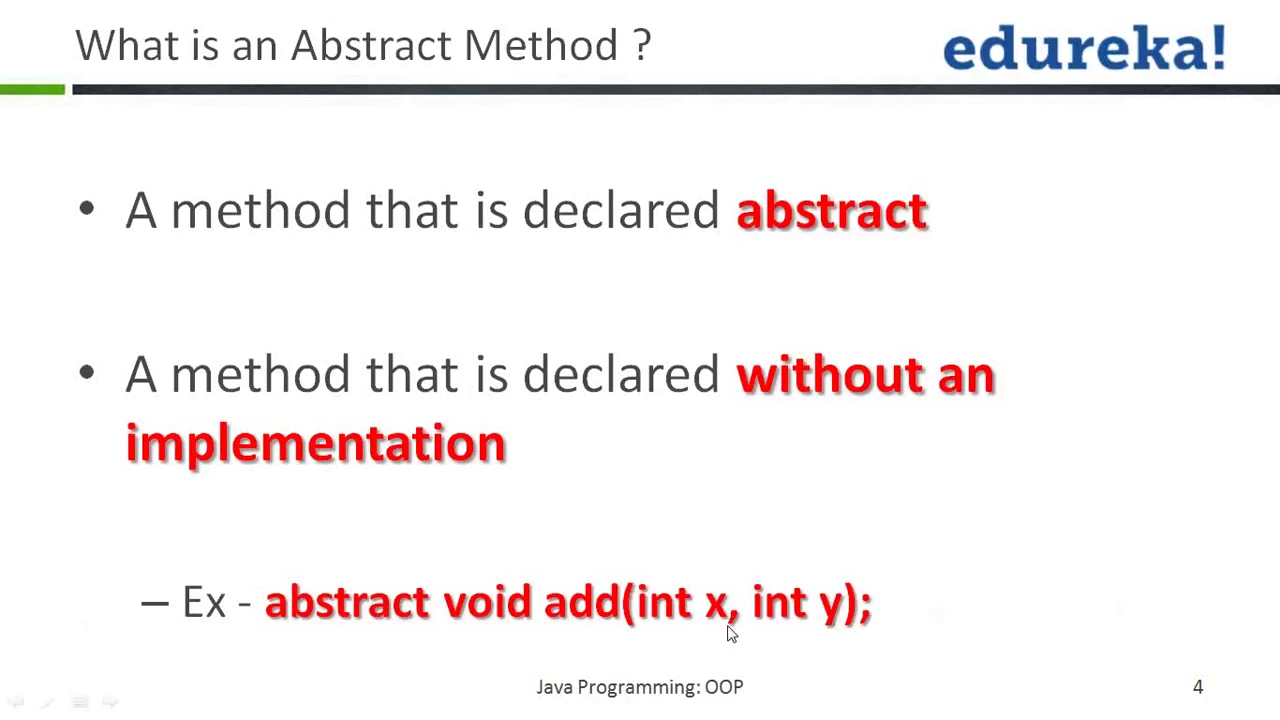 What is an Abstract Method ?
edureka!
• A method that is declared abstract
• A method that is declared without an
implementation
– Ex - abstract void add(int x, int y);
Java Programming: OOP
4